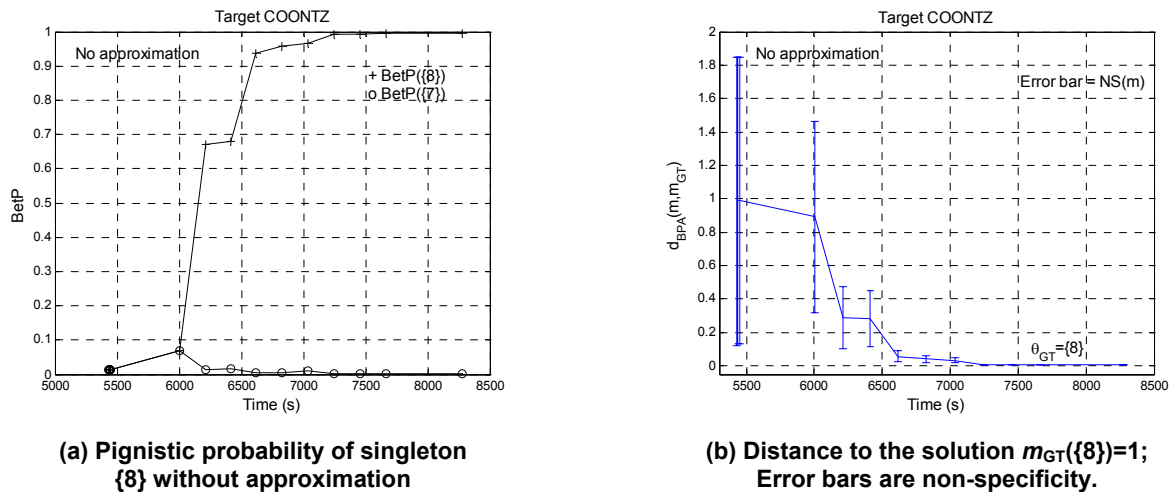 Target COONTZ
No approximation
+ BetP({8})
o BetP({7})
BetP
1
0.9
0.8
0.7
0.6
0.5
0.4
0.3
0.2
0.1
0
5000 5500 6000 6500 7000 7500 8000 8500
Time (s)
(a) Pignistic probability of singleton
{8} without approximation
Target COONTZ
No approximation
Error bar = NS(m)
d_BPA(m,m_GT)
2
1.8
1.6
1.4
1.2
1
0.8
0.6
0.4
0.2
0
θ_GT={8}
5500 6000 6500 7000 7500 8000 8500
Time (s)
(b) Distance to the solution m_GT({8})=1;
Error bars are non-specificity.